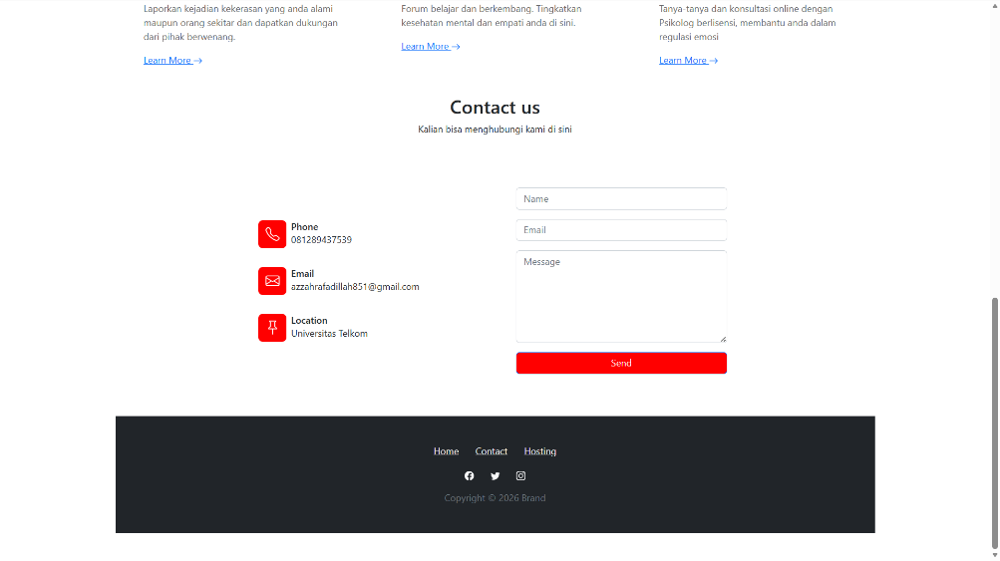 Laporkan kejadian kekerasan yang anda alami
maupun orang sekitar dan dapatkan dukungan
dari pihak berwenang.
Learn More →
Forum belajar dan berkembang. Tingkatkan
kesehatan mental dan empati anda di sini.
Learn More →
Tanya-tanya dan konsultasi online dengan
Psikolog berlisensi, membantu anda dalam
regulasi emosi
Learn More →
Contact us
Kalian bisa menghubungi kami di sini
Phone
081289437539
Email
azzahrafadillah851@gmail.com
Location
Universitas Telkom
Name
Email
Message
Send
Home Contact Hosting
Copyright © 2026 Brand